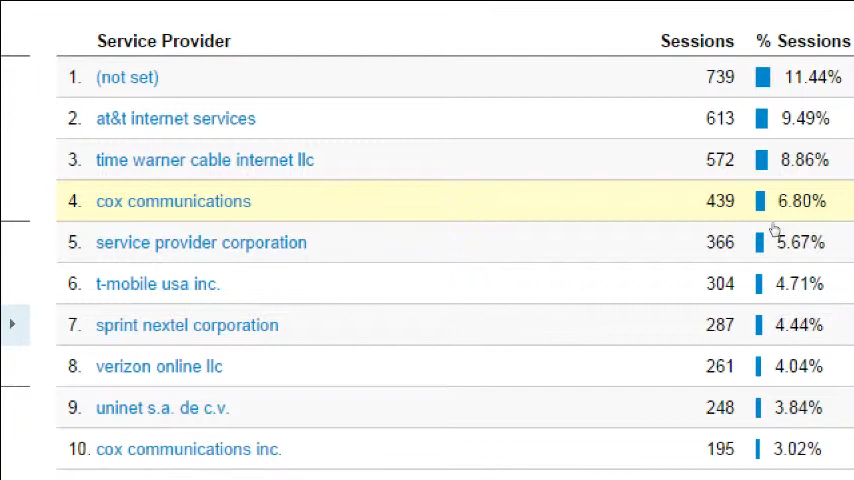 Service Provider Sessions % Sessions
1. (not set) 739 11.44%
2. at&t internet services 613 9.49%
3. time warner cable internet llc 572 8.86%
4. cox communications 439 6.80%
5. service provider corporation 366 5.67%
6. t-mobile usa inc. 304 4.71%
7. sprint nextel corporation 287 4.44%
8. verizon online llc 261 4.04%
9. uninet s.a. de c.v. 248 3.84%
10. cox communications inc. 195 3.02%